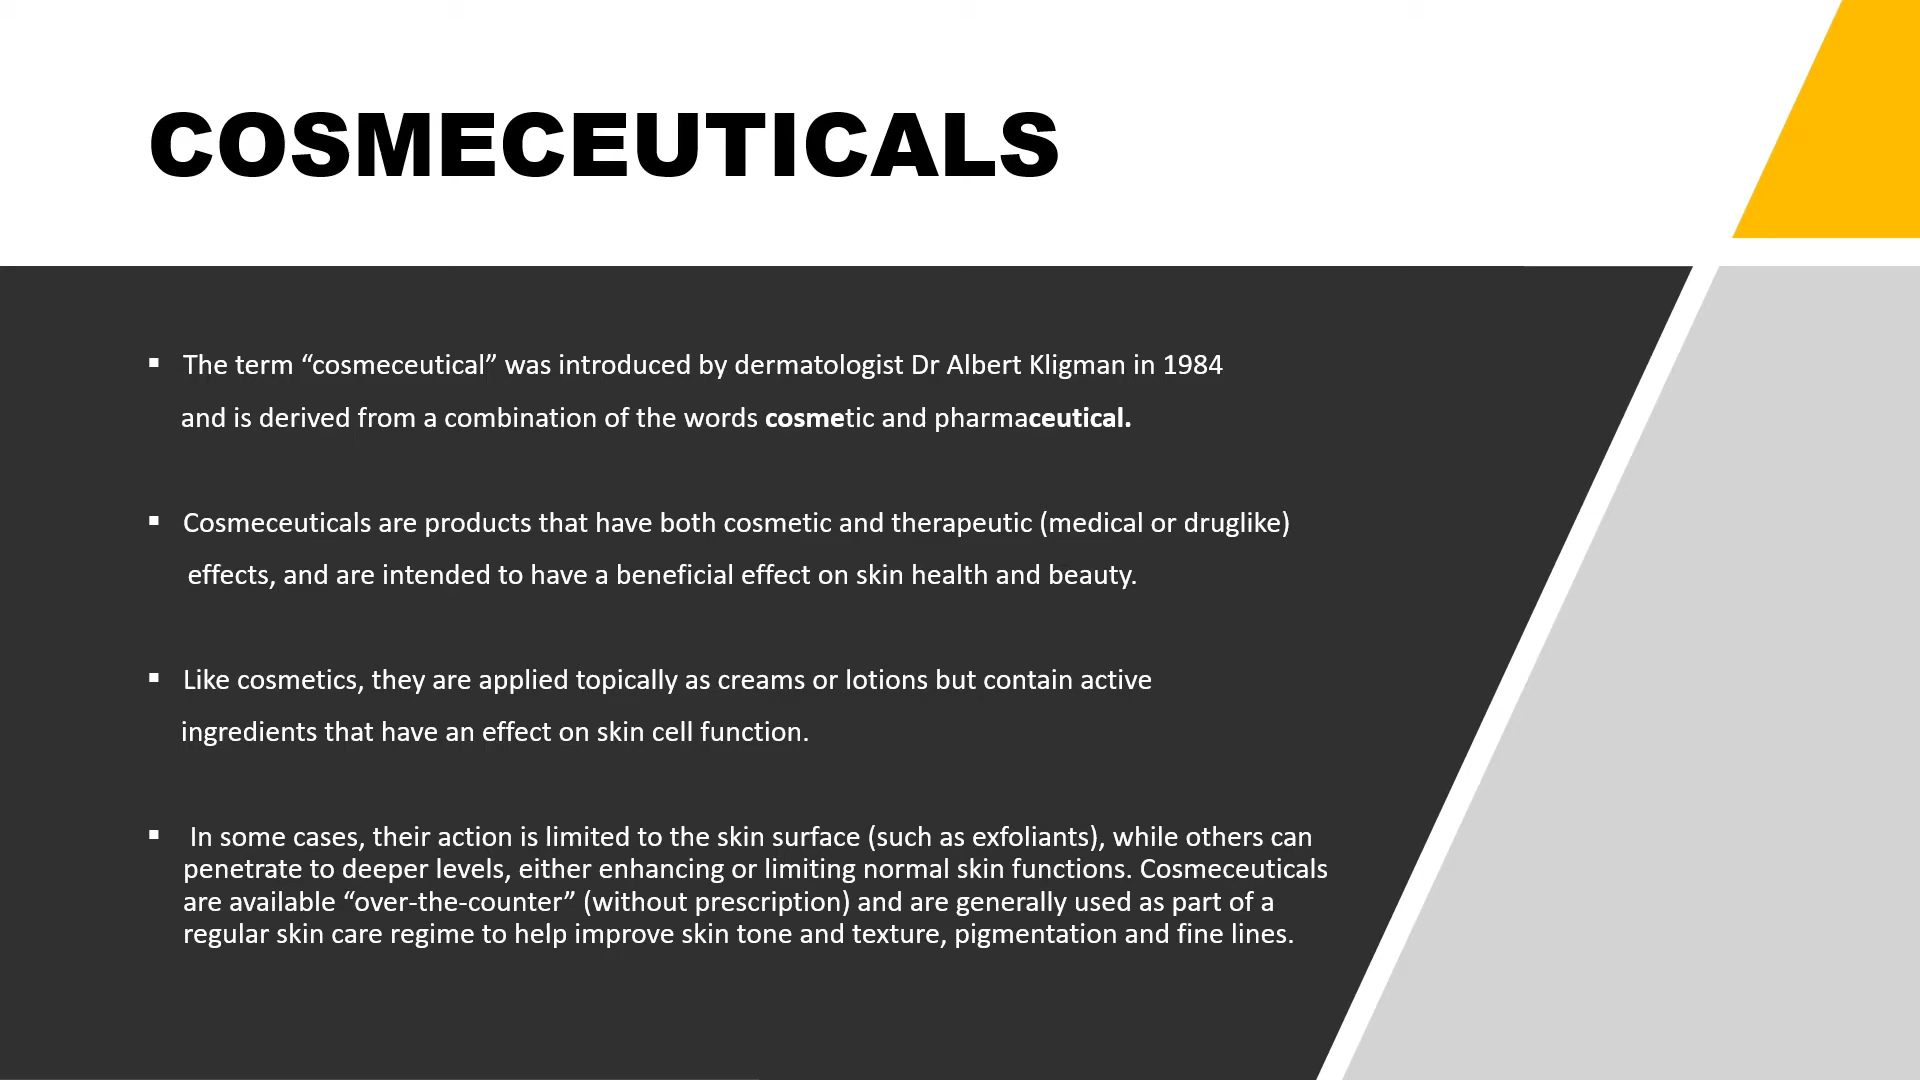 COSMECEUTICALS
▪ The term “cosmeceutical” was introduced by dermatologist Dr Albert Kligman in 1984
and is derived from a combination of the words cosmetic and pharmaceutical.
▪ Cosmeceuticals are products that have both cosmetic and therapeutic (medical or druglike)
effects, and are intended to have a beneficial effect on skin health and beauty.
▪ Like cosmetics, they are applied topically as creams or lotions but contain active
ingredients that have an effect on skin cell function.
▪ In some cases, their action is limited to the skin surface (such as exfoliants), while others can
penetrate to deeper levels, either enhancing or limiting normal skin functions. Cosmeceuticals
are available “over-the-counter” (without prescription) and are generally used as part of a
regular skin care regime to help improve skin tone and texture, pigmentation and fine lines.